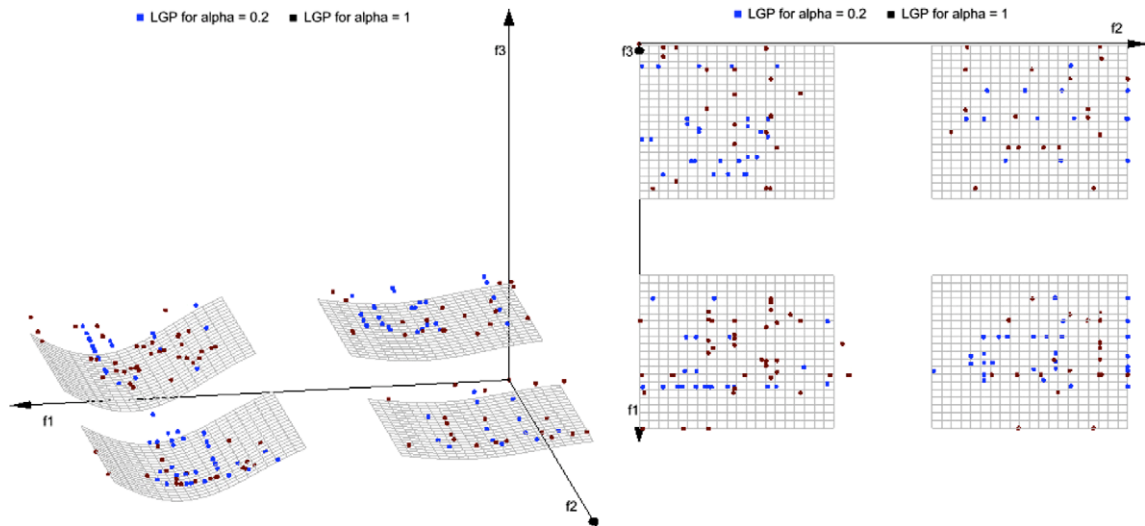 LGP for alpha = 0.2 LGP for alpha = 1
f3
f1
f2
LGP for alpha = 0.2 LGP for alpha = 1
f2
f3
f1